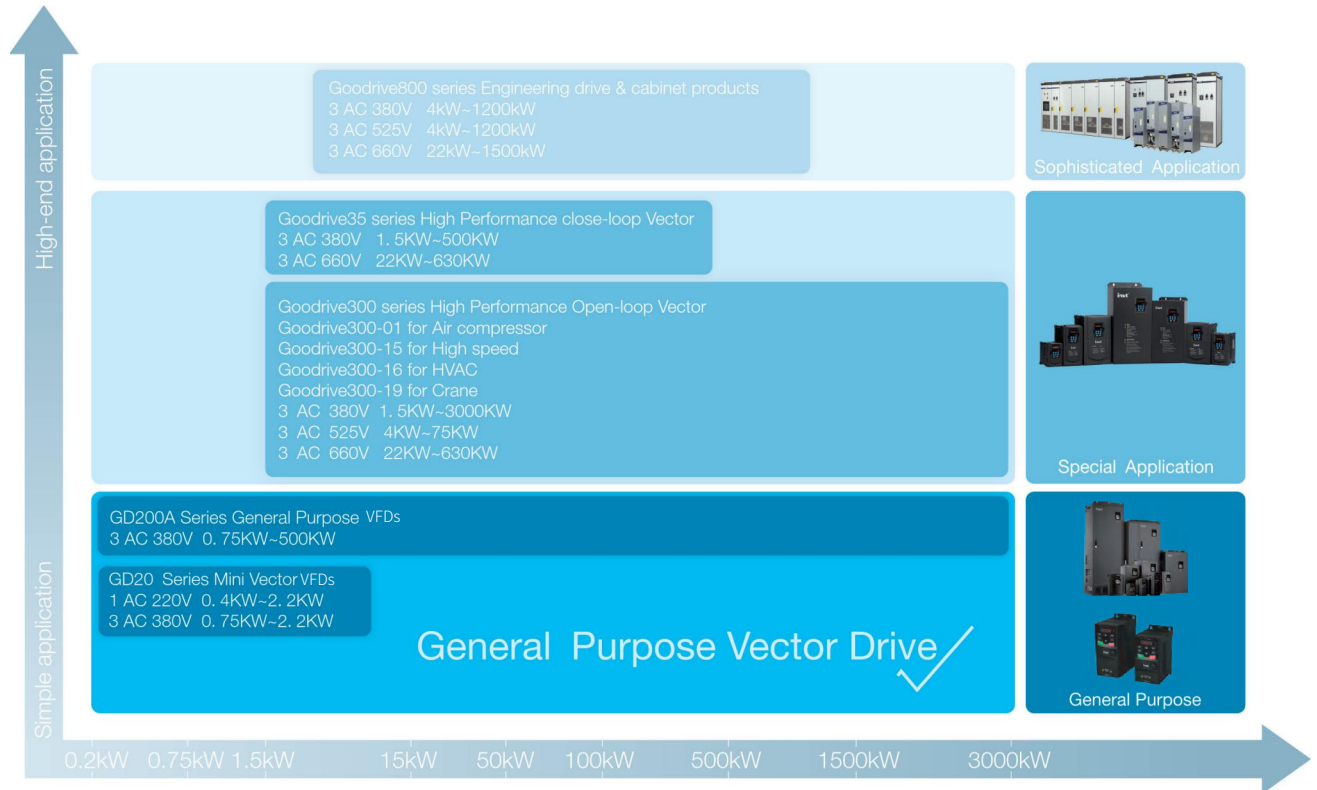 High-end application
Simple application
Goodrive800 series Engineering drive & cabinet products
3 AC 380V 4kW~1200kW
3 AC 525V 4kW~1200kW
3 AC 660V 22kW~1500kW
Sophisticated Application
Goodrive35 series High Performance close-loop Vector
3 AC 380V 1. 5KW~500KW
3 AC 660V 22KW~630KW
Goodrive300 series High Performance Open-loop Vector
Goodrive300-01 for Air compressor
Goodrive300-15 for High speed
Goodrive300-16 for HVAC
Goodrive300-19 for Crane
3 AC 380V 1. 5KW~3000KW
3 AC 525V 4KW~75KW
3 AC 660V 22KW~630KW
invt
Special Application
GD200A Series General Purpose VFDs
3 AC 380V 0. 75KW~500KW
GD20 Series Mini Vector VFDs
1 AC 220V 0. 4KW~2. 2KW
3 AC 380V 0. 75KW~2. 2KW
General Purpose Vector Drive
General Purpose
0.2kW 0.75kW 1.5kW 15kW 50kW 100kW 500kW 1500kW 3000kW